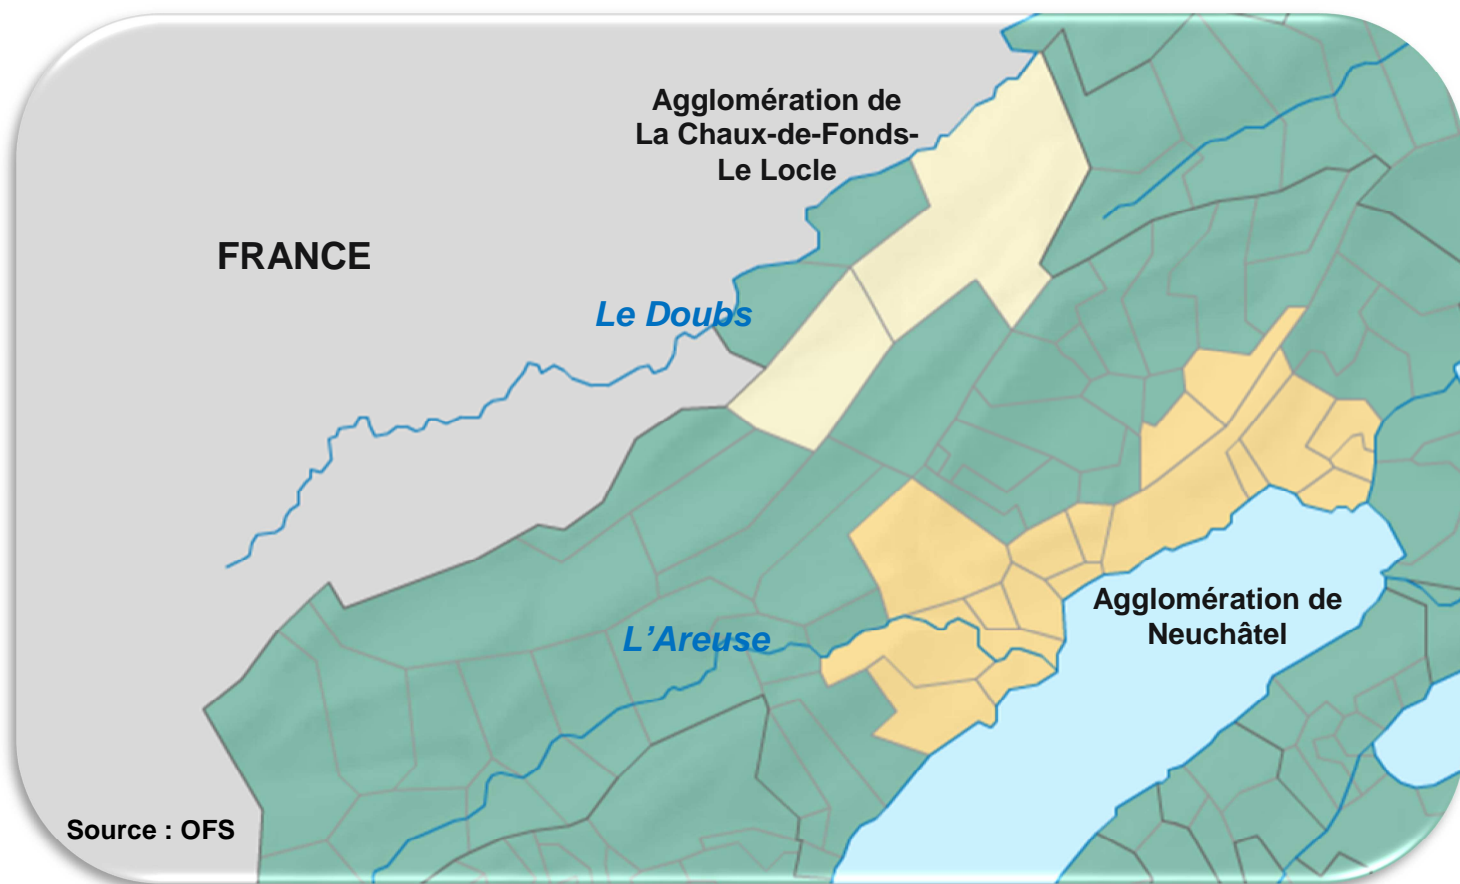 Agglomération de
La Chaux-de-Fonds-
Le Locle
FRANCE
Le Doubs
Agglomération de
Neuchâtel
L’Areuse
Source : OFS